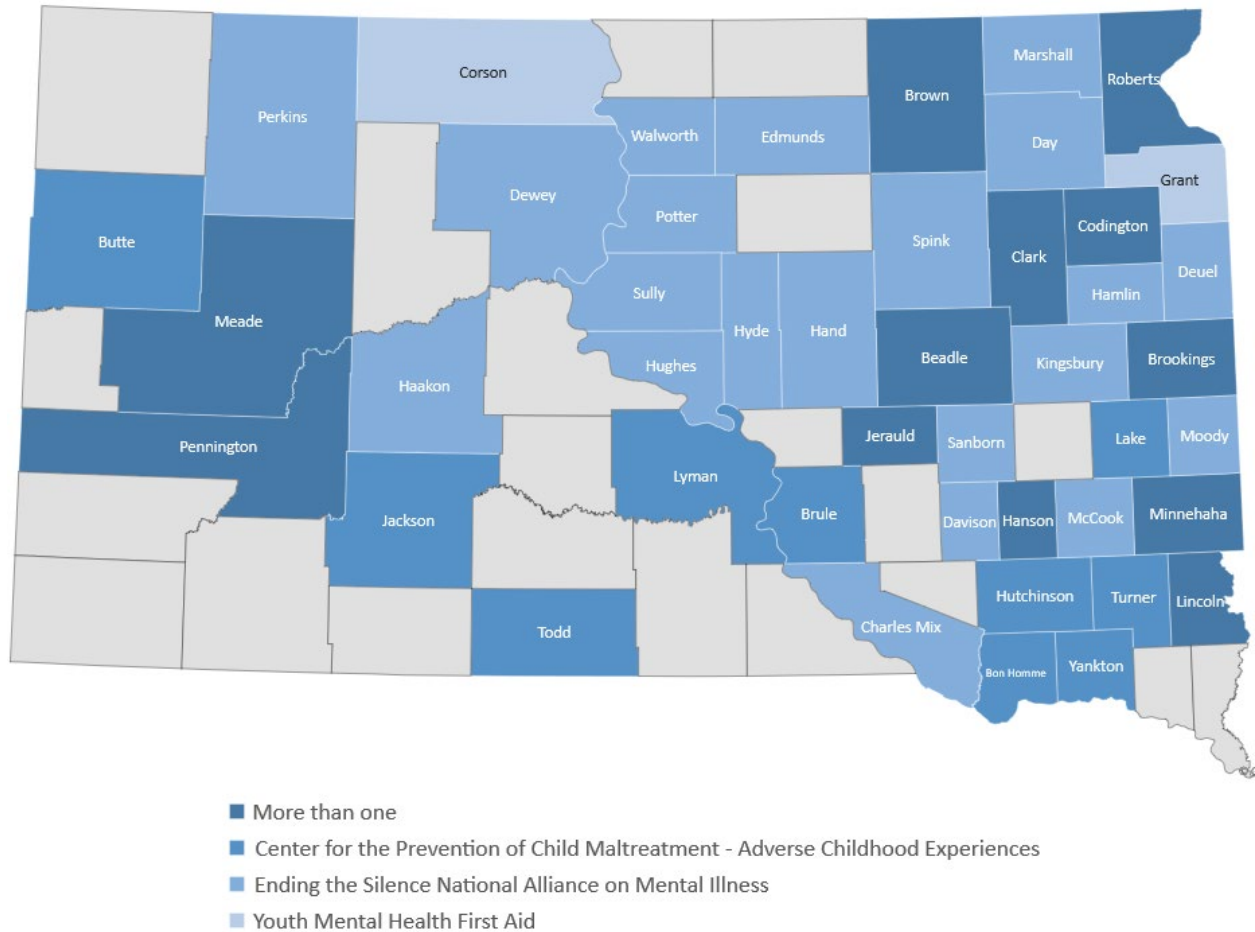 Corson
Marshall
Roberts
Brown
Perkins
Walworth
Edmunds
Day
Grant
Dewey
Potter
Codington
Butte
Spink
Clark
Deuel
Sully
Hamlin
Meade
Hyde
Hand
Beadle
Kingsbury
Brookings
Hughes
Haakon
Jerauld
Sanborn
Lake
Moody
Pennington
Lyman
Jackson
Brule
Davison
Hanson
McCook
Minnehaha
Hutchinson
Turner
Lincoln
Todd
Charles Mix
Bon Homme
Yankton
More than one
Center for the Prevention of Child Maltreatment - Adverse Childhood Experiences
Ending the Silence National Alliance on Mental Illness
Youth Mental Health First Aid